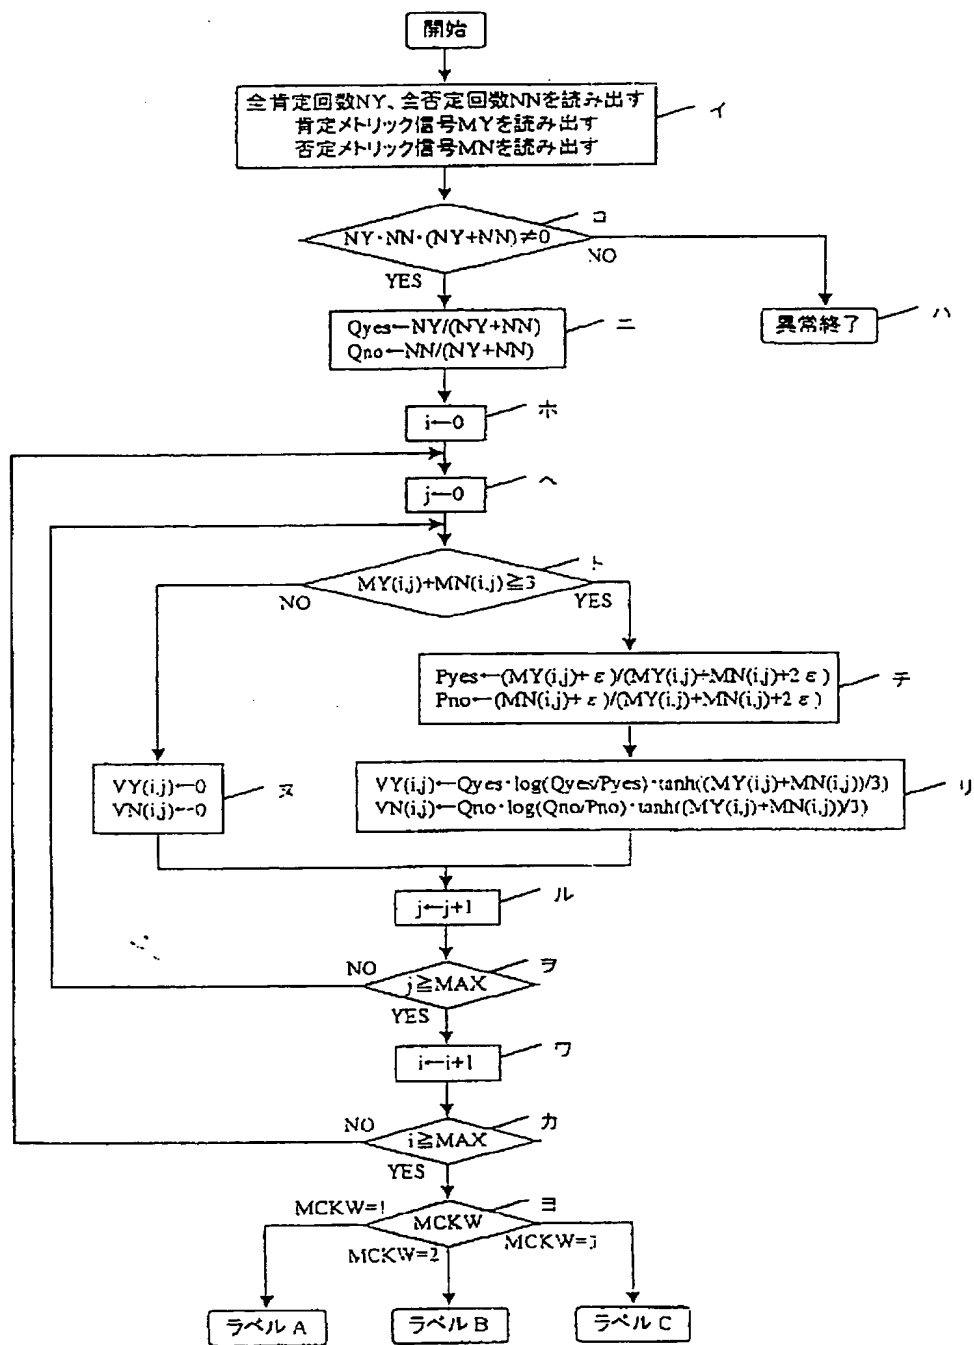 開始
全肯定回数NY、全否定回数NNを読み出す
肯定メトリック信号MYを読み出す
否定メトリック信号MNを読み出す
イ
NY・NN・(NY+NN)≠0
コ
NO
YES
Qyes←NY/(NY+NN)
Qno←NN/(NY+NN)
ニ
異常終了
ハ
i←0
ホ
j←0
ヘ
MY(i,j)+MN(i,j)≧3
ト
NO
YES
Pyes←(MY(i,j)+ε)/(MY(i,j)+MN(i,j)+2ε)
Pno←(MN(i,j)+ε)/(MY(i,j)+MN(i,j)+2ε)
チ
VY(i,j)←0
VN(i,j)←0
ヌ
VY(i,j)←Qyes・log(Qyes/Pyes)・tanh((MY(i,j)+MN(i,j))/3)
VN(i,j)←Qno・log(Qno/Pno)・tanh((MY(i,j)+MN(i,j))/3)
リ
j←j+1
ル
NO
j≧MAX
ヲ
YES
i←i+1
ワ
NO
i≧MAX
カ
YES
MCKW=1
MCKW
ヨ
MCKW=2
MCKW=3
ラベル A
ラベル B
ラベル C